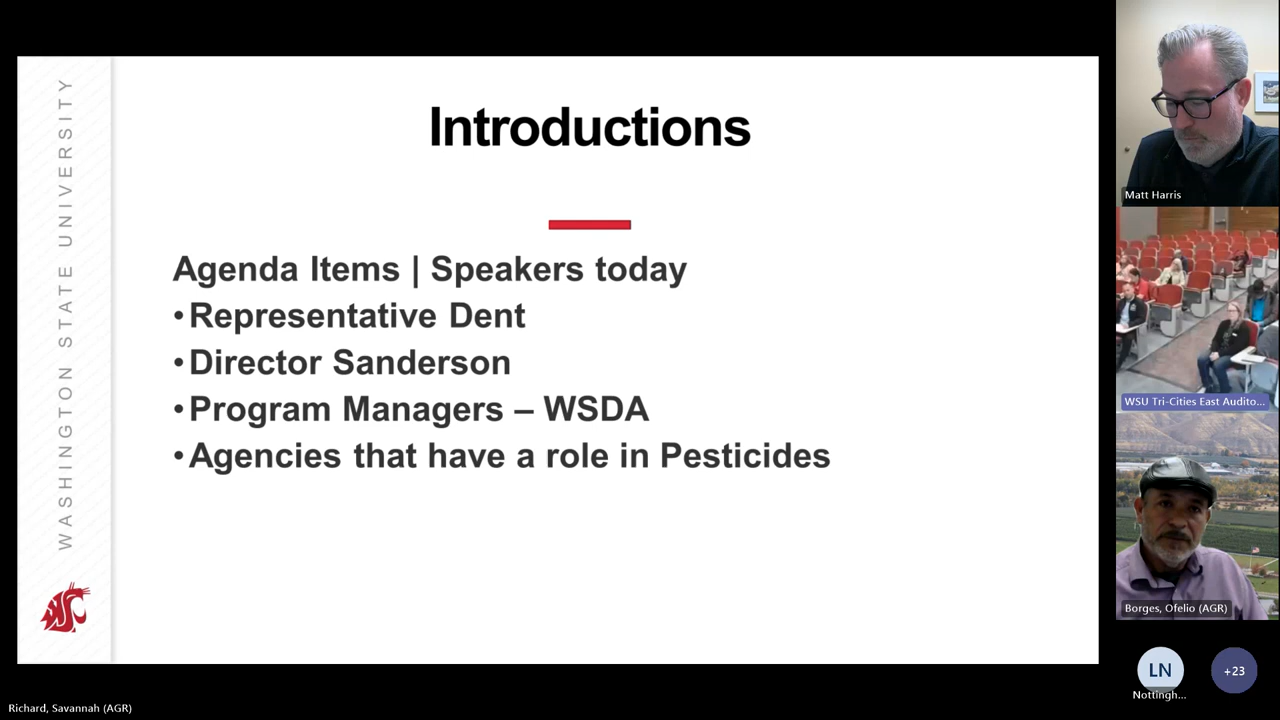 WASHINGTON STATE UNIVERSITY
Introductions
Agenda Items | Speakers today
•Representative Dent
•Director Sanderson
•Program Managers – WSDA
•Agencies that have a role in Pesticides
Matt Harris
WSU Tri-Cities East Audito...
Borges, Ofelio (AGR)
LN
Nottingh...
+23
Richard, Savannah (AGR)